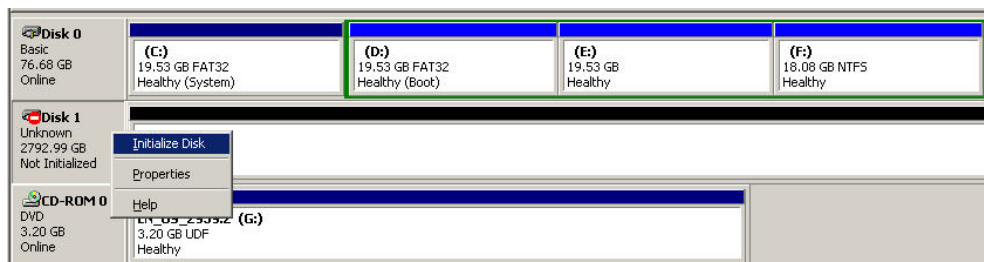 Disk 0
Basic
76.68 GB
Online
(C:)
19.53 GB FAT32
Healthy (System)
(D:)
19.53 GB FAT32
Healthy (Boot)
(E:)
19.53 GB
Healthy
(F:)
18.08 GB NTFS
Healthy
Disk 1
Unknown
2792.99 GB
Not Initialized
Initialize Disk
Properties
Help
CD-ROM 0
DVD
3.20 GB
Online
(G:)
3.20 GB UDF
Healthy